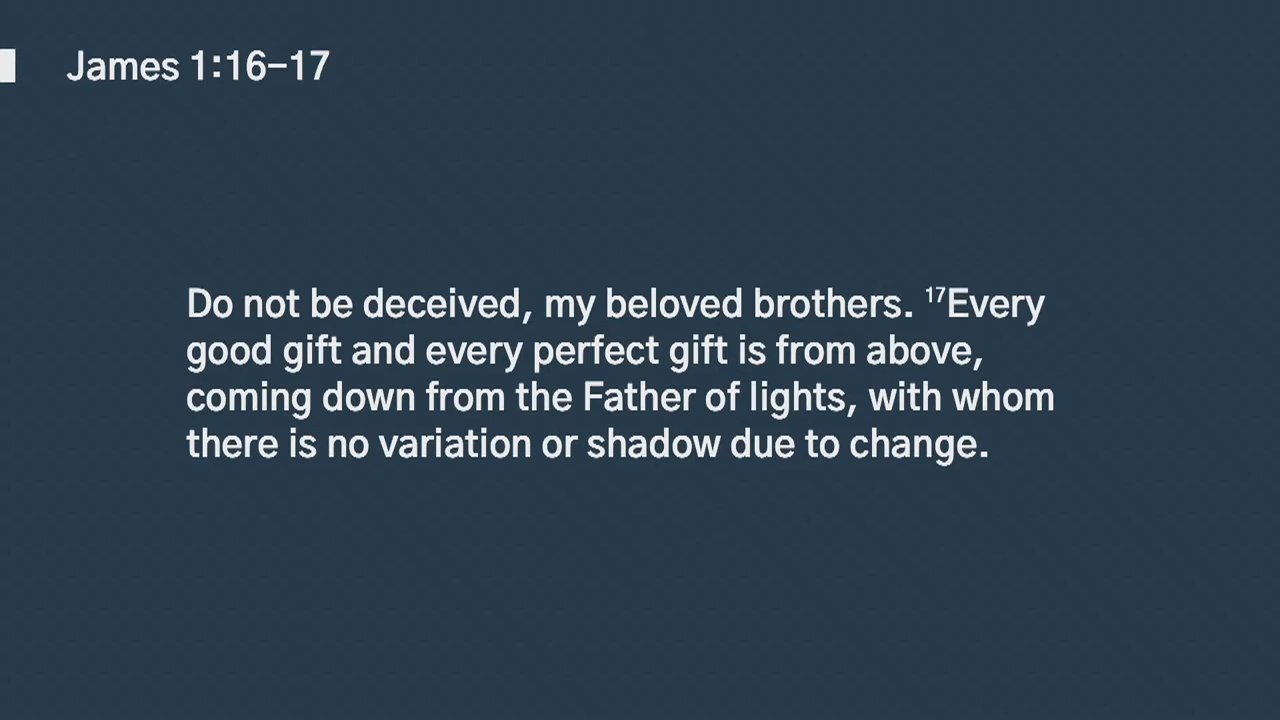 James 1:16–17
Do not be deceived, my beloved brothers. ¹⁷Every
good gift and every perfect gift is from above,
coming down from the Father of lights, with whom
there is no variation or shadow due to change.